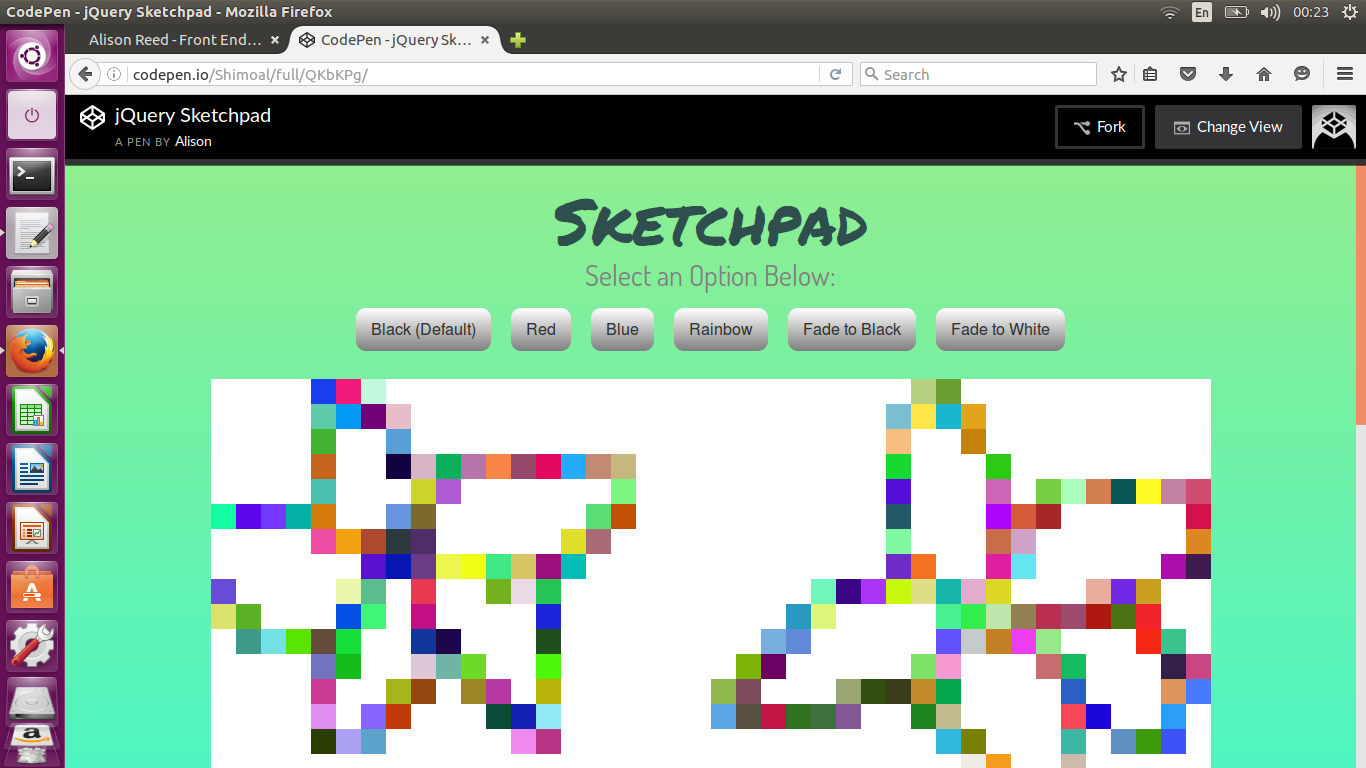 CodePen - jQuery Sketchpad - Mozilla Firefox
En
00:23
Alison Reed - Front End...
CodePen - jQuery Sk...
codepen.io/Shimoal/full/QKbKPg/
Search
jQuery Sketchpad
A PEN BY Alison
Fork
Change View
Sketchpad
Select an Option Below:
Black (Default)
Red
Blue
Rainbow
Fade to Black
Fade to White